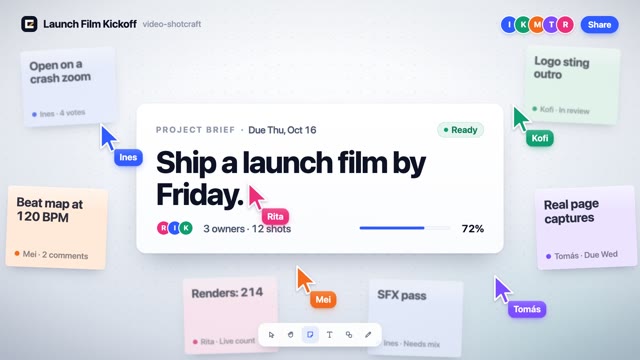 Launch Film Kickoff video-shotcraft
I K M T R Share
Open on a
crash zoom
Ines · 4 votes
Logo sting
outro
Kofi · In review
PROJECT BRIEF · Due Thu, Oct 16
Ready
Ship a launch film by
Friday.
R I K 3 owners · 12 shots 72%
Ines
Kofi
Rita
Beat map at
120 BPM
Mei · 2 comments
Real page
captures
Tomás · Due Wed
Mei
Tomás
Renders: 214
Rita · Live count
SFX pass
Ines · Needs mix